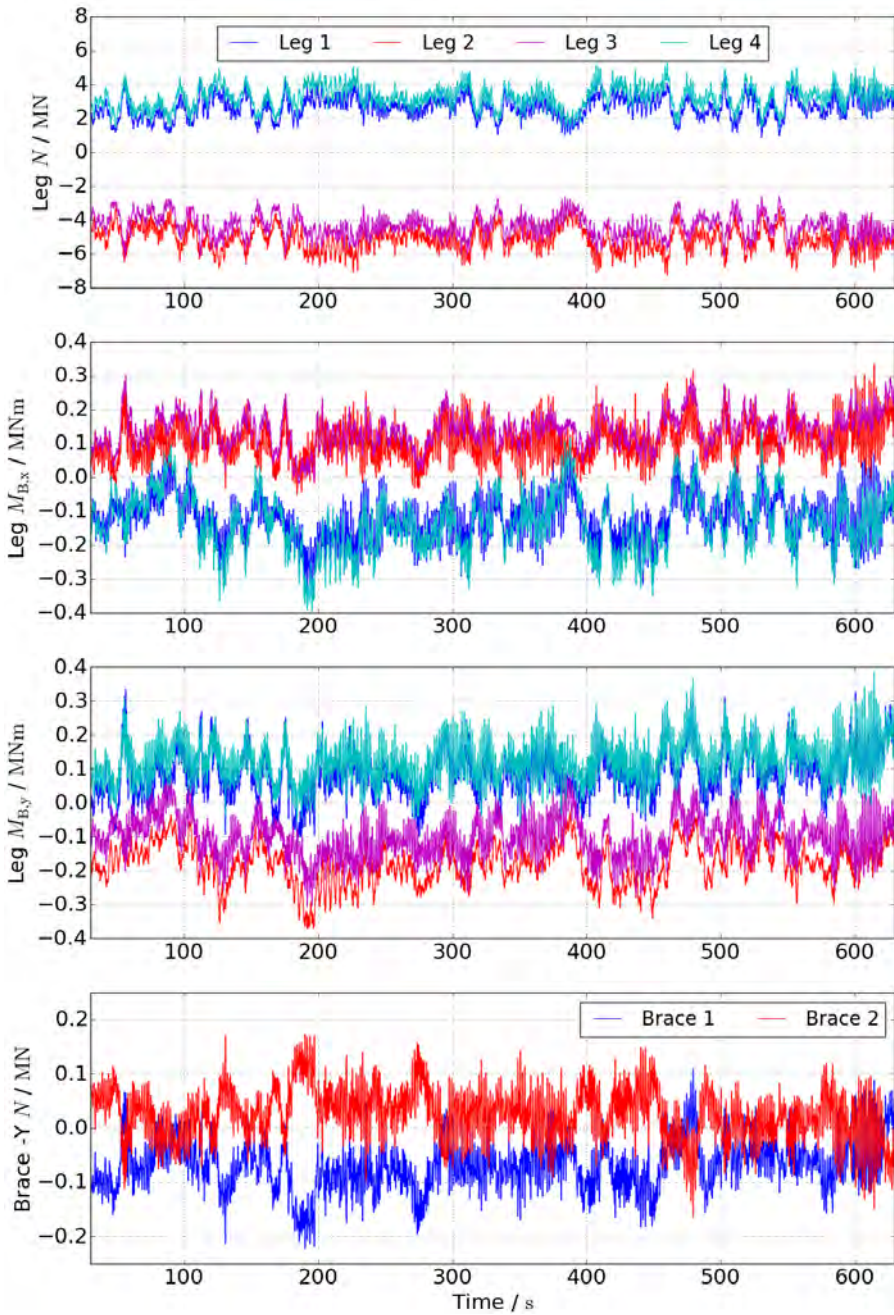 8
6
4
2
0
−2
−4
−6
−8
Leg N / MN
Leg 1 Leg 2 Leg 3 Leg 4
100 200 300 400 500 600
0.4
0.3
0.2
0.1
0.0
−0.1
−0.2
−0.3
−0.4
Leg M_B,x / MNm
100 200 300 400 500 600
0.4
0.3
0.2
0.1
0.0
−0.1
−0.2
−0.3
−0.4
Leg M_B,y / MNm
100 200 300 400 500 600
0.2
0.1
0.0
−0.1
−0.2
Brace -Y N / MN
Brace 1 Brace 2
100 200 300 400 500 600
Time / s